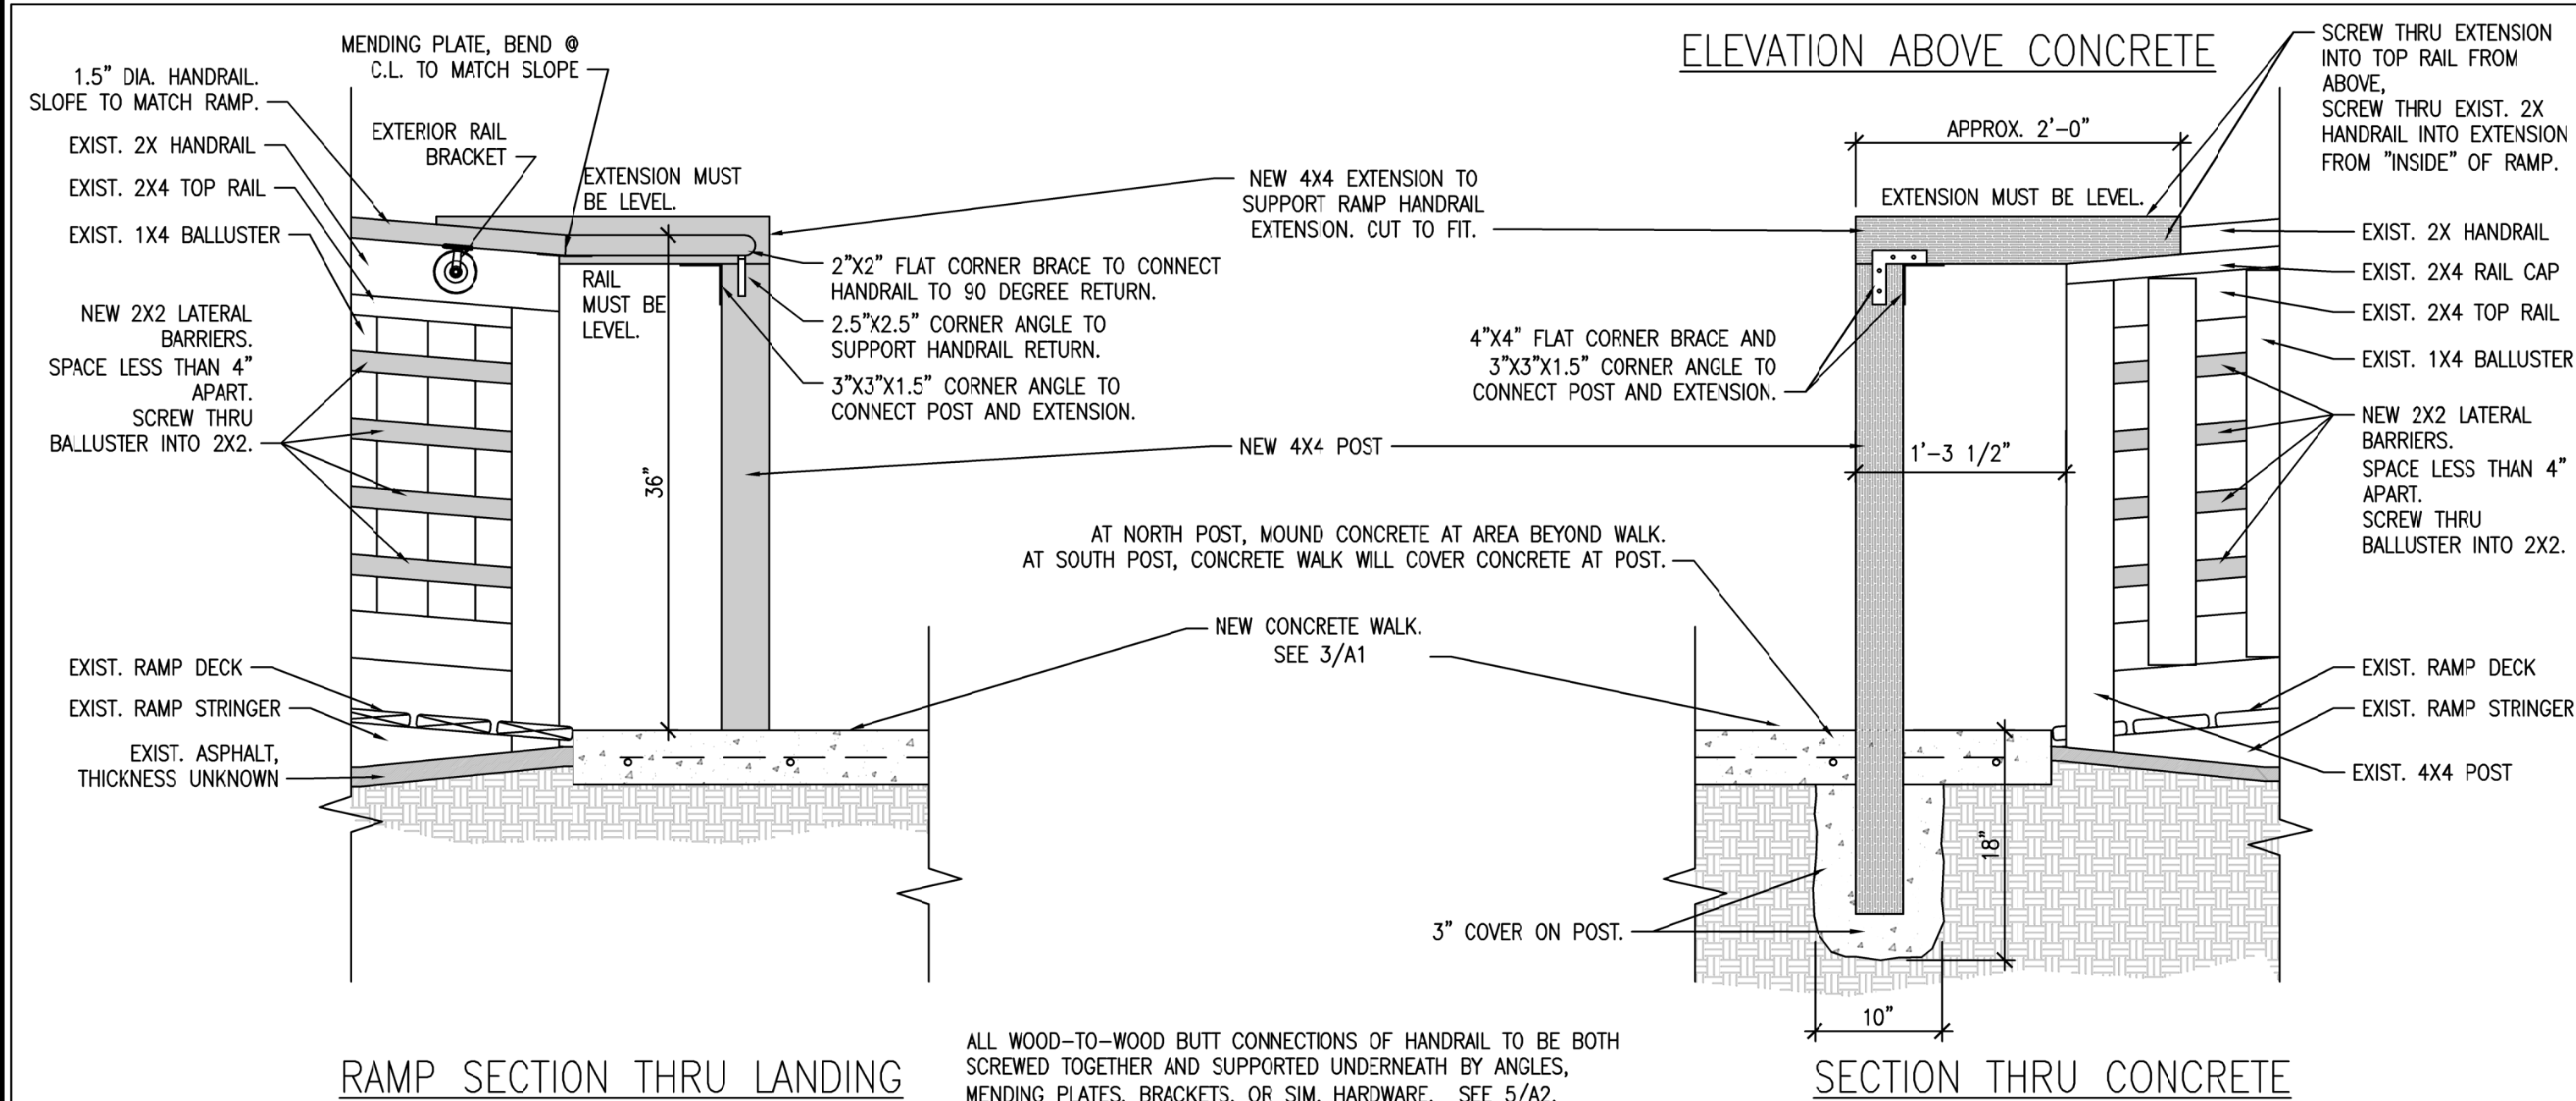 MENDING PLATE, BEND @
C.L. TO MATCH SLOPE
1.5" DIA. HANDRAIL.
SLOPE TO MATCH RAMP.
EXTERIOR RAIL
BRACKET
EXIST. 2X HANDRAIL
EXIST. 2X4 TOP RAIL
EXIST. 1X4 BALLUSTER
EXTENSION MUST
BE LEVEL.
RAIL
MUST BE
LEVEL.
NEW 2X2 LATERAL
BARRIERS.
SPACE LESS THAN 4"
APART.
SCREW THRU
BALLUSTER INTO 2X2.
36"
EXIST. RAMP DECK
EXIST. RAMP STRINGER
EXIST. ASPHALT,
THICKNESS UNKNOWN
RAMP SECTION THRU LANDING
2"X2" FLAT CORNER BRACE TO CONNECT
HANDRAIL TO 90 DEGREE RETURN.
2.5"X2.5" CORNER ANGLE TO
SUPPORT HANDRAIL RETURN.
3"X3"X1.5" CORNER ANGLE TO
CONNECT POST AND EXTENSION.
NEW 4X4 EXTENSION TO
SUPPORT RAMP HANDRAIL
EXTENSION. CUT TO FIT.
NEW 4X4 POST
AT NORTH POST, MOUND CONCRETE AT AREA BEYOND WALK.
AT SOUTH POST, CONCRETE WALK WILL COVER CONCRETE AT POST.
NEW CONCRETE WALK.
SEE 3/A1
ALL WOOD-TO-WOOD BUTT CONNECTIONS OF HANDRAIL TO BE BOTH
SCREWED TOGETHER AND SUPPORTED UNDERNEATH BY ANGLES,
MENDING PLATES, BRACKETS, OR SIM. HARDWARE. SEE 5/A2.
ELEVATION ABOVE CONCRETE
APPROX. 2'-0"
EXTENSION MUST BE LEVEL.
4"X4" FLAT CORNER BRACE AND
3"X3"X1.5" CORNER ANGLE TO
CONNECT POST AND EXTENSION.
1'-3 1/2"
3" COVER ON POST.
18"
10"
SECTION THRU CONCRETE
SCREW THRU EXTENSION
INTO TOP RAIL FROM
ABOVE,
SCREW THRU EXIST. 2X
HANDRAIL INTO EXTENSION
FROM "INSIDE" OF RAMP.
EXIST. 2X HANDRAIL
EXIST. 2X4 RAIL CAP
EXIST. 2X4 TOP RAIL
EXIST. 1X4 BALLUSTER
NEW 2X2 LATERAL
BARRIERS.
SPACE LESS THAN 4"
APART.
SCREW THRU
BALLUSTER INTO 2X2.
EXIST. RAMP DECK
EXIST. RAMP STRINGER
EXIST. 4X4 POST